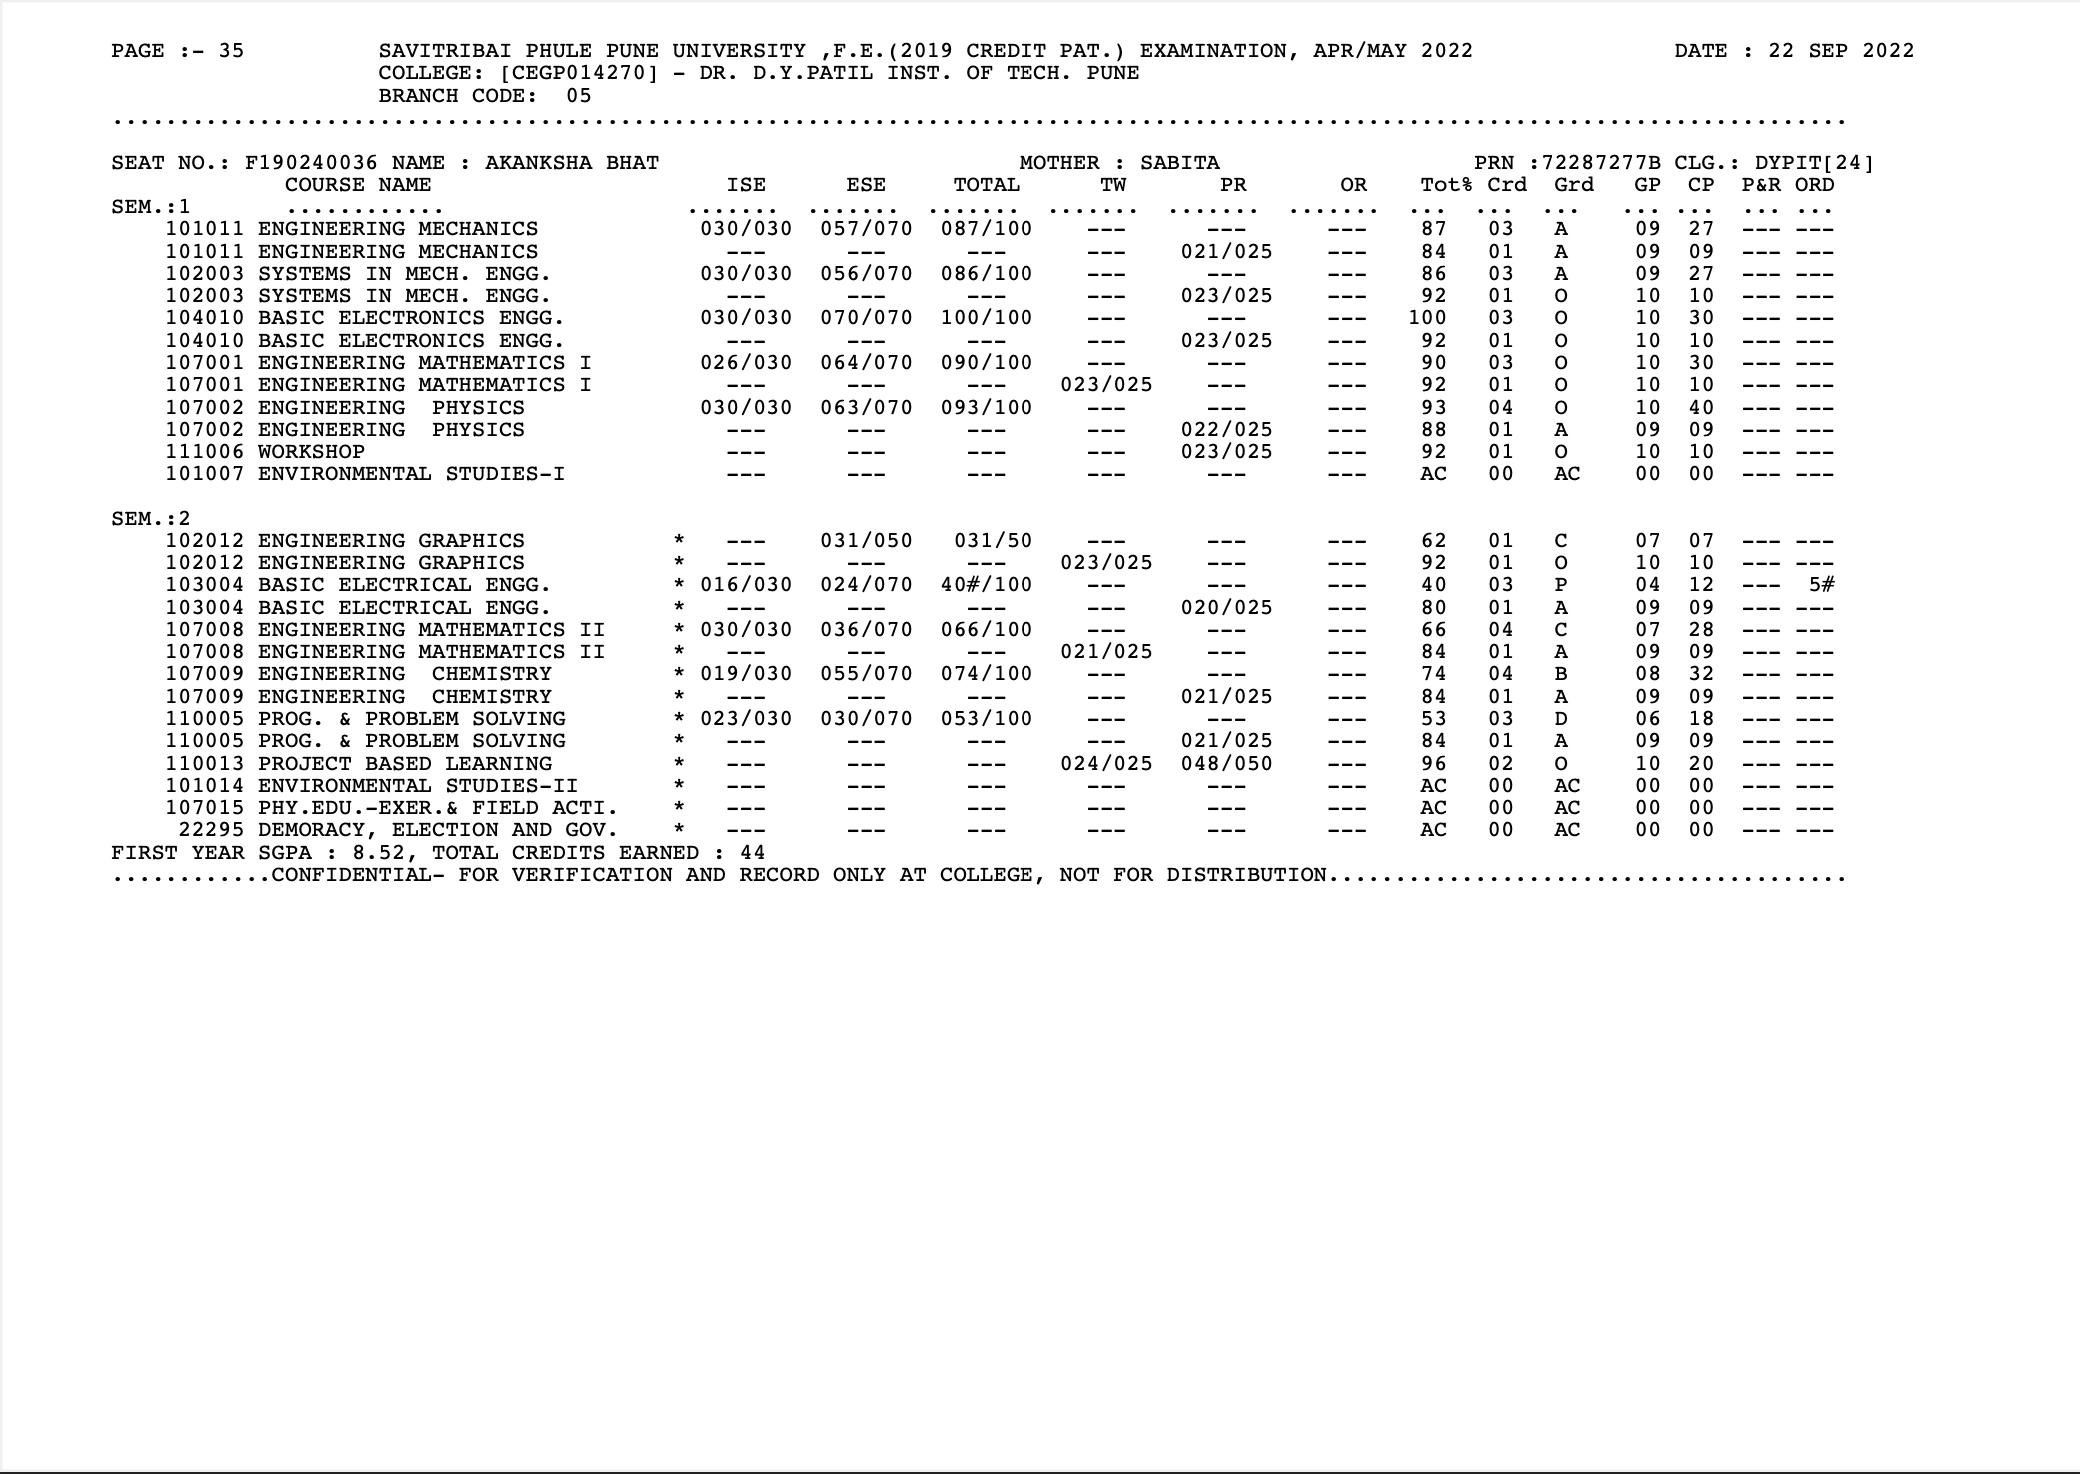 PAGE :- 35 SAVITRIBAI PHULE PUNE UNIVERSITY ,F.E.(2019 CREDIT PAT.) EXAMINATION, APR/MAY 2022 DATE : 22 SEP 2022
COLLEGE: [CEGP014270] - DR. D.Y.PATIL INST. OF TECH. PUNE
BRANCH CODE: 05
..................................................................................................................................
SEAT NO.: F190240036 NAME : AKANKSHA BHAT MOTHER : SABITA PRN :72287277B CLG.: DYPIT[24]
COURSE NAME ISE ESE TOTAL TW PR OR Tot% Crd Grd GP CP P&R ORD
SEM.:1 ............ ....... ....... ....... ....... ....... ....... ... ... ... ... ... ... ...
101011 ENGINEERING MECHANICS 030/030 057/070 087/100 --- --- --- 87 03 A 09 27 --- ---
101011 ENGINEERING MECHANICS --- --- --- --- 021/025 --- 84 01 A 09 09 --- ---
102003 SYSTEMS IN MECH. ENGG. 030/030 056/070 086/100 --- --- --- 86 03 A 09 27 --- ---
102003 SYSTEMS IN MECH. ENGG. --- --- --- --- 023/025 --- 92 01 O 10 10 --- ---
104010 BASIC ELECTRONICS ENGG. 030/030 070/070 100/100 --- --- --- 100 03 O 10 30 --- ---
104010 BASIC ELECTRONICS ENGG. --- --- --- --- 023/025 --- 92 01 O 10 10 --- ---
107001 ENGINEERING MATHEMATICS I 026/030 064/070 090/100 --- --- --- 90 03 O 10 30 --- ---
107001 ENGINEERING MATHEMATICS I --- --- --- 023/025 --- --- 92 01 O 10 10 --- ---
107002 ENGINEERING PHYSICS 030/030 063/070 093/100 --- --- --- 93 04 O 10 40 --- ---
107002 ENGINEERING PHYSICS --- --- --- --- 022/025 --- 88 01 A 09 09 --- ---
111006 WORKSHOP --- --- --- --- 023/025 --- 92 01 O 10 10 --- ---
101007 ENVIRONMENTAL STUDIES-I --- --- --- --- --- --- AC 00 AC 00 00 --- ---
SEM.:2
102012 ENGINEERING GRAPHICS * --- 031/050 031/50 --- --- --- 62 01 C 07 07 --- ---
102012 ENGINEERING GRAPHICS * --- --- --- 023/025 --- --- 92 01 O 10 10 --- ---
103004 BASIC ELECTRICAL ENGG. * 016/030 024/070 40#/100 --- --- --- 40 03 P 04 12 --- 5#
103004 BASIC ELECTRICAL ENGG. * --- --- --- --- 020/025 --- 80 01 A 09 09 --- ---
107008 ENGINEERING MATHEMATICS II * 030/030 036/070 066/100 --- --- --- 66 04 C 07 28 --- ---
107008 ENGINEERING MATHEMATICS II * --- --- --- 021/025 --- --- 84 01 A 09 09 --- ---
107009 ENGINEERING CHEMISTRY * 019/030 055/070 074/100 --- --- --- 74 04 B 08 32 --- ---
107009 ENGINEERING CHEMISTRY * --- --- --- --- 021/025 --- 84 01 A 09 09 --- ---
110005 PROG. & PROBLEM SOLVING * 023/030 030/070 053/100 --- --- --- 53 03 D 06 18 --- ---
110005 PROG. & PROBLEM SOLVING * --- --- --- --- 021/025 --- 84 01 A 09 09 --- ---
110013 PROJECT BASED LEARNING * --- --- --- 024/025 048/050 --- 96 02 O 10 20 --- ---
101014 ENVIRONMENTAL STUDIES-II * --- --- --- --- --- --- AC 00 AC 00 00 --- ---
107015 PHY.EDU.-EXER.& FIELD ACTI. * --- --- --- --- --- --- AC 00 AC 00 00 --- ---
22295 DEMORACY, ELECTION AND GOV. * --- --- --- --- --- --- AC 00 AC 00 00 --- ---
FIRST YEAR SGPA : 8.52, TOTAL CREDITS EARNED : 44
............CONFIDENTIAL- FOR VERIFICATION AND RECORD ONLY AT COLLEGE, NOT FOR DISTRIBUTION.......................................